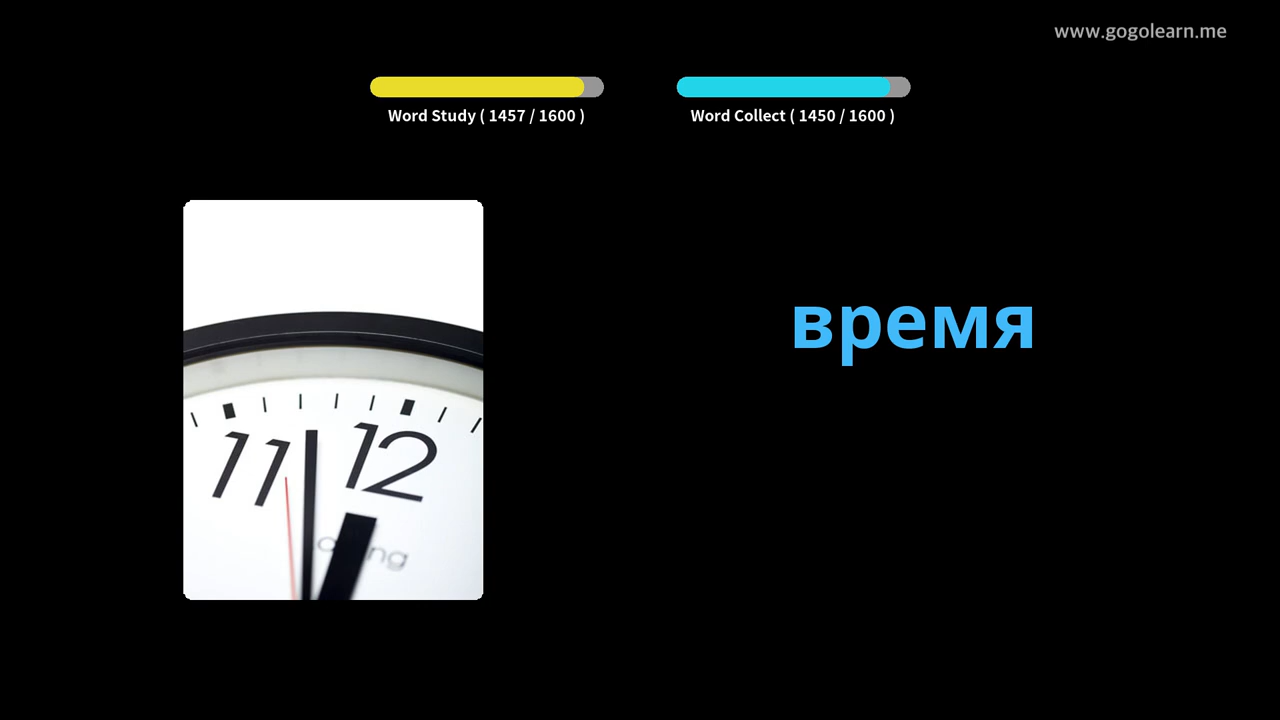 www.gogolearn.me
Word Study ( 1457 / 1600 )
Word Collect ( 1450 / 1600 )
время
11 12